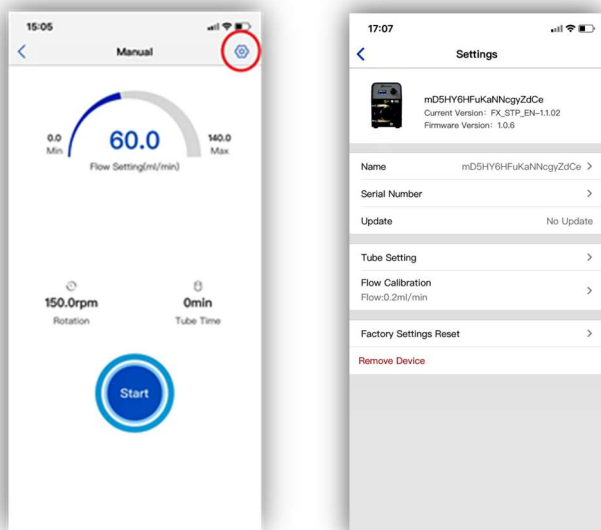 15:05
Manual
0.0
Min
60.0
140.0
Max
Flow Setting(ml/min)
150.0rpm
Rotation
0min
Tube Time
Start
17:07
Settings
mD5HY6HFuKaNNcgyZdCe
Current Version: FX_STP_EN-1.1.02
Firmware Version: 1.0.6
Name mD5HY6HFuKaNNcgyZdCe >
Serial Number >
Update No Update
Tube Setting >
Flow Calibration
Flow:0.2ml/min >
Factory Settings Reset >
Remove Device